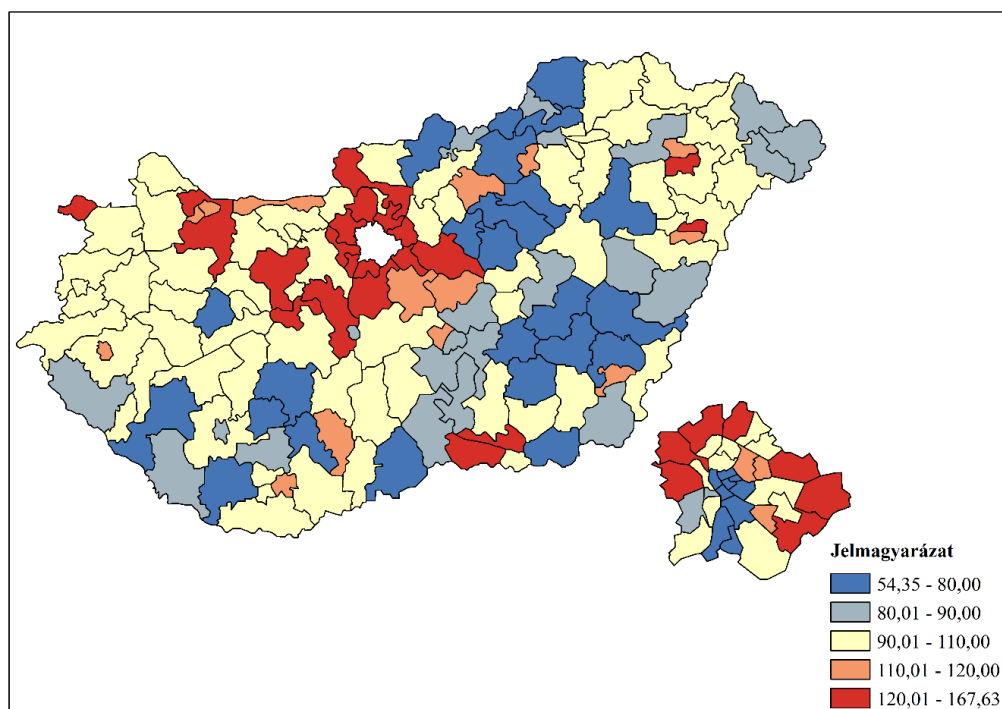 Jelmagyarázat
54,35 - 80,00
80,01 - 90,00
90,01 - 110,00
110,01 - 120,00
120,01 - 167,63